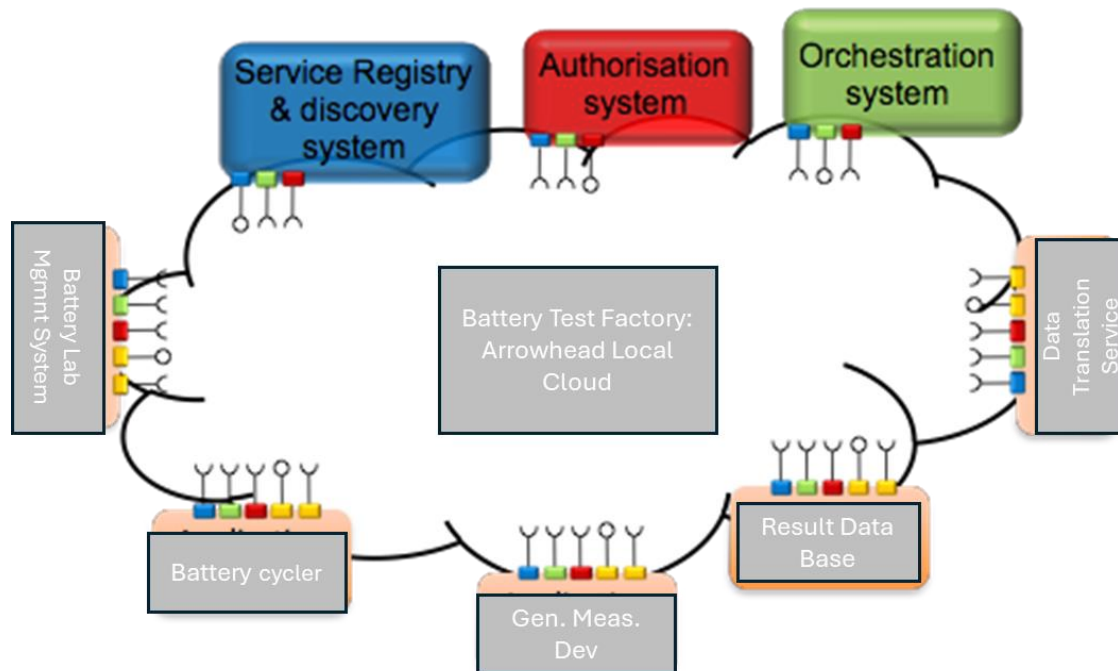 Service Registry
& discovery
system
Authorisation
system
Orchestration
system
Battery Lab
Mgmnt System
Battery Test Factory:
Arrowhead Local
Cloud
Data
Translation
Service
Battery cycler
Gen. Meas.
Dev
Result Data
Base